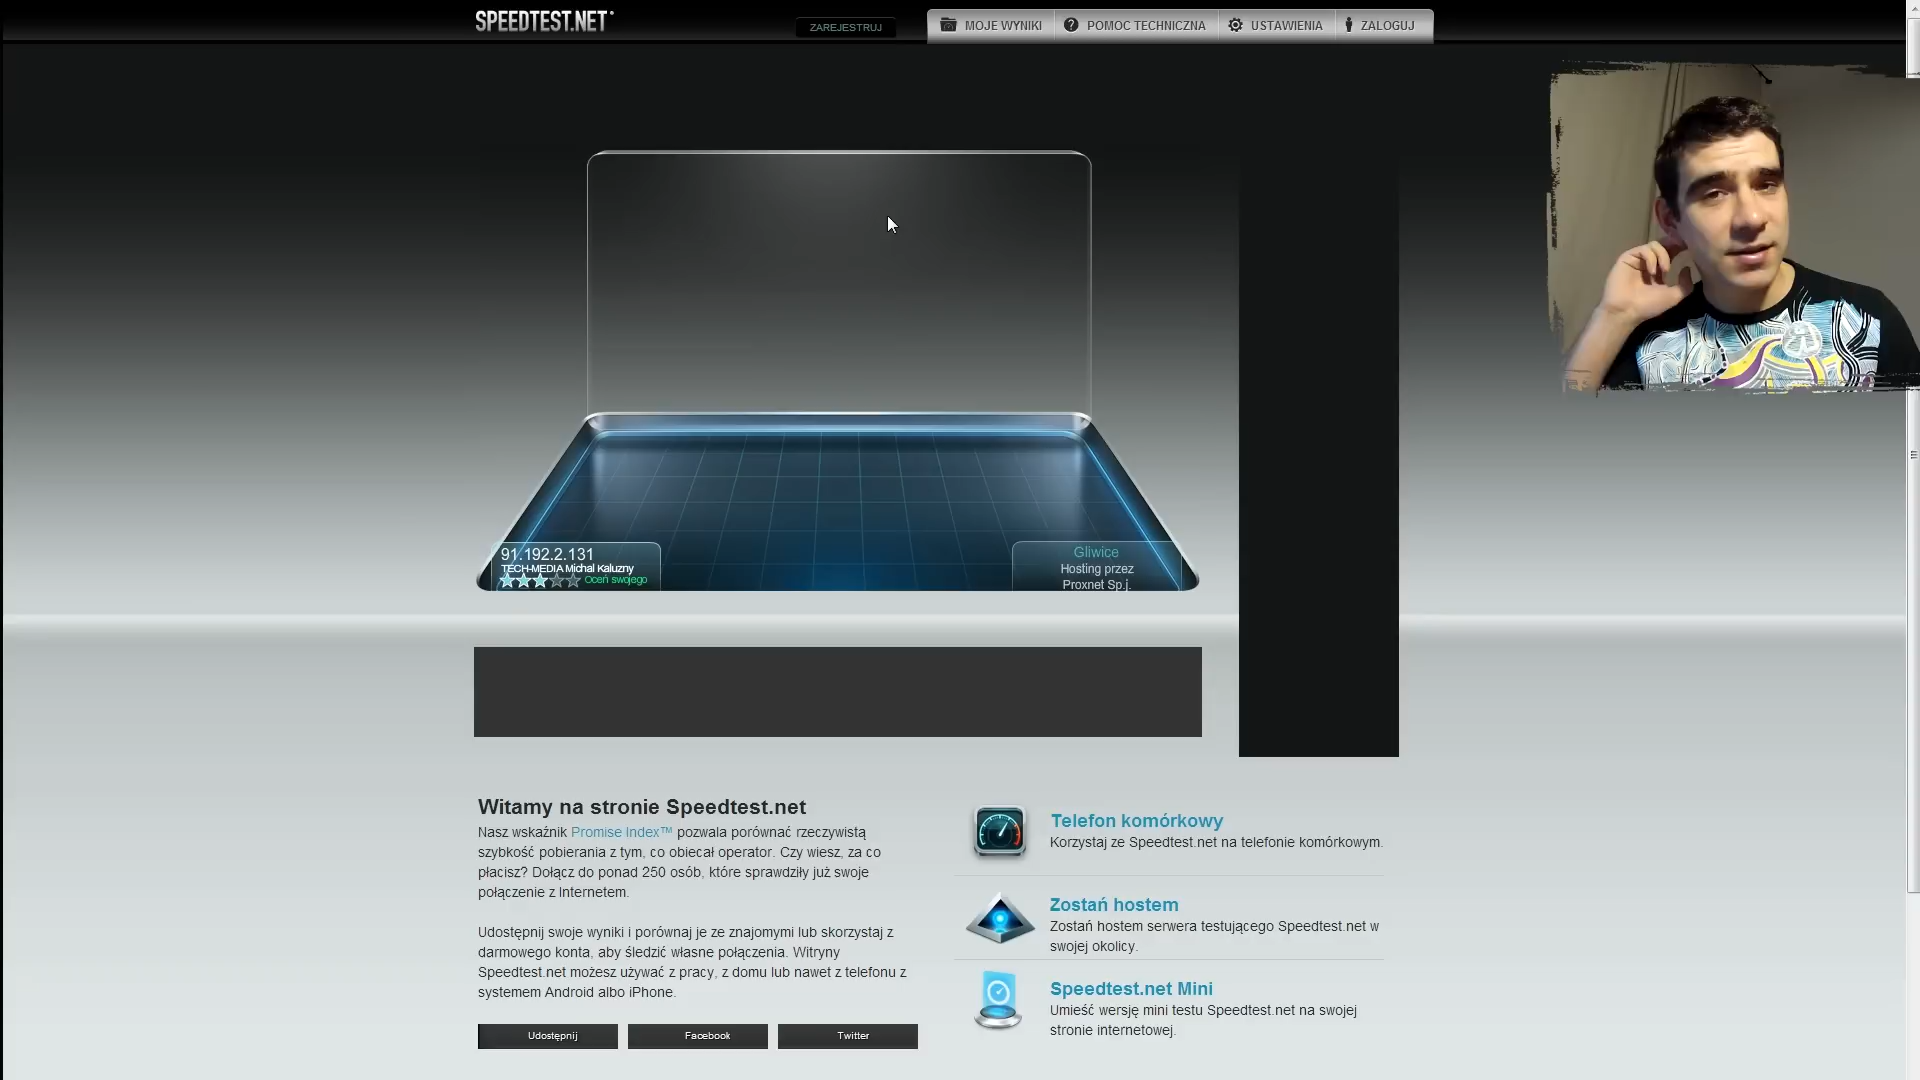 SPEEDTEST.NET
ZAREJESTRUJ
MOJE WYNIKI
POMOC TECHNICZNA
USTAWIENIA
ZALOGUJ
91.192.2.131
TECH-MEDIA Michal Kaluzny
Oceń swojego
Gliwice
Hosting przez
Proxnet Sp.j.
Witamy na stronie Speedtest.net
Nasz wskaźnik Promise Index™ pozwala porównać rzeczywistą
szybkość pobierania z tym, co obiecał operator. Czy wiesz, za co
płacisz? Dołącz do ponad 250 osób, które sprawdziły już swoje
połączenie z Internetem.
Udostępnij swoje wyniki i porównaj je ze znajomymi lub skorzystaj z
darmowego konta, aby śledzić własne połączenia. Witryny
Speedtest.net możesz używać z pracy, z domu lub nawet z telefonu z
systemem Android albo iPhone.
Udostępnij
Facebook
Twitter
Telefon komórkowy
Korzystaj ze Speedtest.net na telefonie komórkowym.
Zostań hostem
Zostań hostem serwera testującego Speedtest.net w
swojej okolicy.
Speedtest.net Mini
Umieść wersję mini testu Speedtest.net na swojej
stronie internetowej.